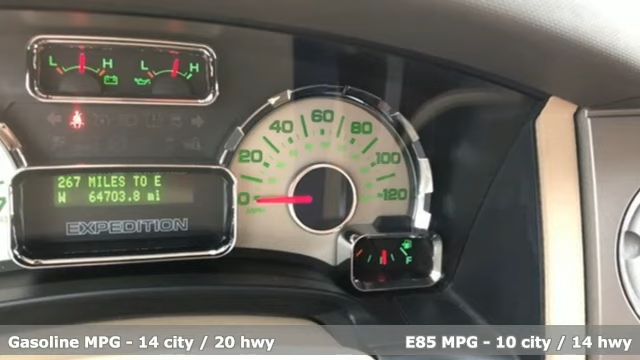 L H L H
20 40 60 80 100 120
0
MPH
267 MILES TO E
W 64703.8 mi
EXPEDITION
F
Gasoline MPG - 14 city / 20 hwy
E85 MPG - 10 city / 14 hwy